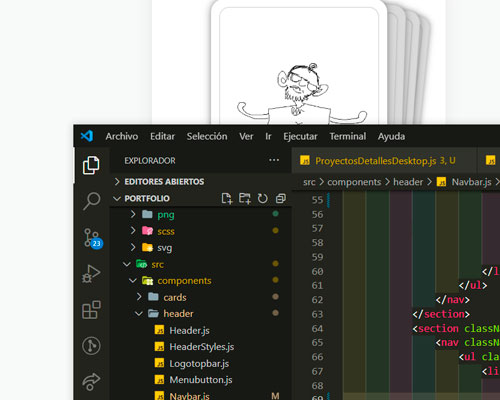 Archivo Editar Selección Ver Ir Ejecutar Terminal Ayuda
EXPLORADOR ···
EDITORES ABIERTOS
PORTFOLIO
png
scss
svg
src
components
cards
header
Header.js
HeaderStyles.js
Logotopbar.js
Menubutton.js
Navbar.js M
23
JS ProyectosDetallesDesktop.js 3, U
src > components > header > JS Navbar.js >
55
56
57
58
59
60 </l
61 </ul>
62 </nav>
63 </section>
64 <section classNa
65 <nav classN
66 <ul cla
67 <li
68
69